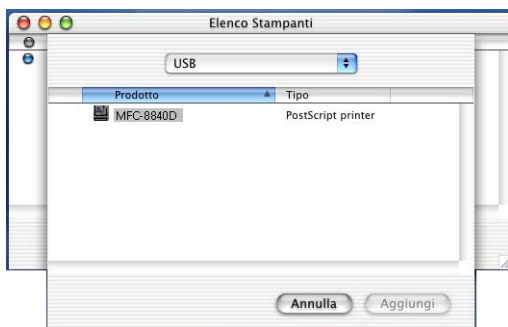 Elenco Stampanti
USB
Prodotto Tipo
MFC-8840D PostScript printer
Annulla Aggiungi